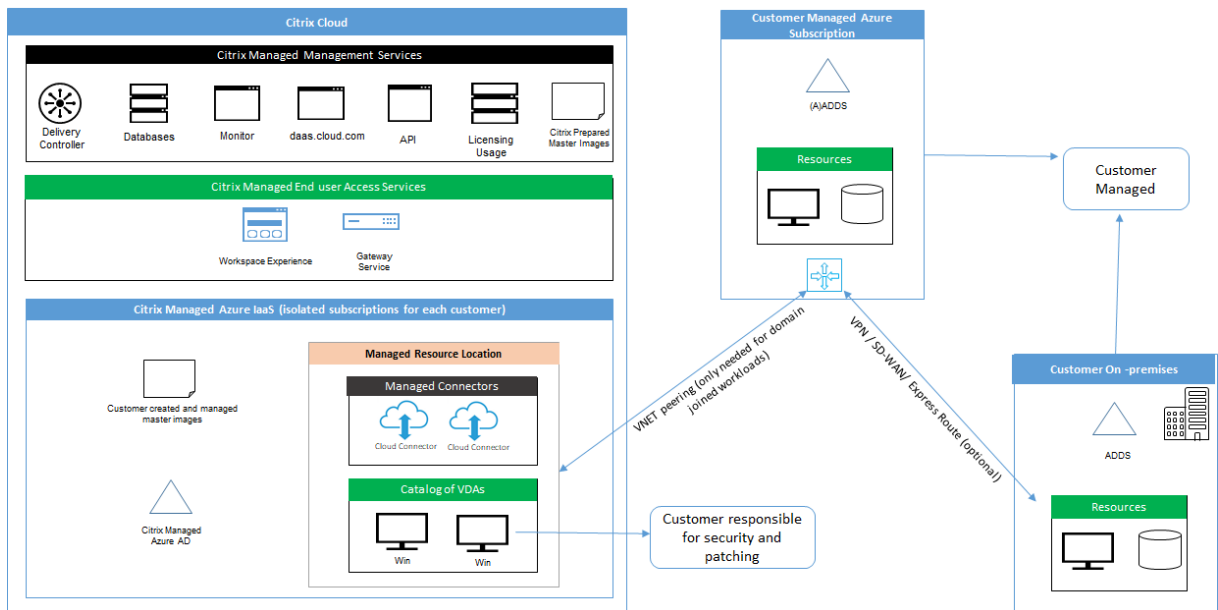 Citrix Cloud
Citrix Managed Management Services
Delivery
Controller
Databases
Monitor
daas.cloud.com
API
Licensing
Usage
Citrix Prepared
Master Images
Citrix Managed End user Access Services
Workspace Experience
Gateway
Service
Citrix Managed Azure IaaS (isolated subscriptions for each customer)
Customer created and managed
master images
Citrix Managed
Azure AD
Managed Resource Location
Managed Connectors
Cloud Connector
Cloud Connector
Catalog of VDAs
Win
Win
Customer responsible
for security and
patching
VNET peering (only needed for domain
joined workloads)
Customer Managed Azure
Subscription
(A)ADDS
Resources
VPN / SD-WAN/ Express Route (optional)
Customer
Managed
Customer On -premises
ADDS
Resources